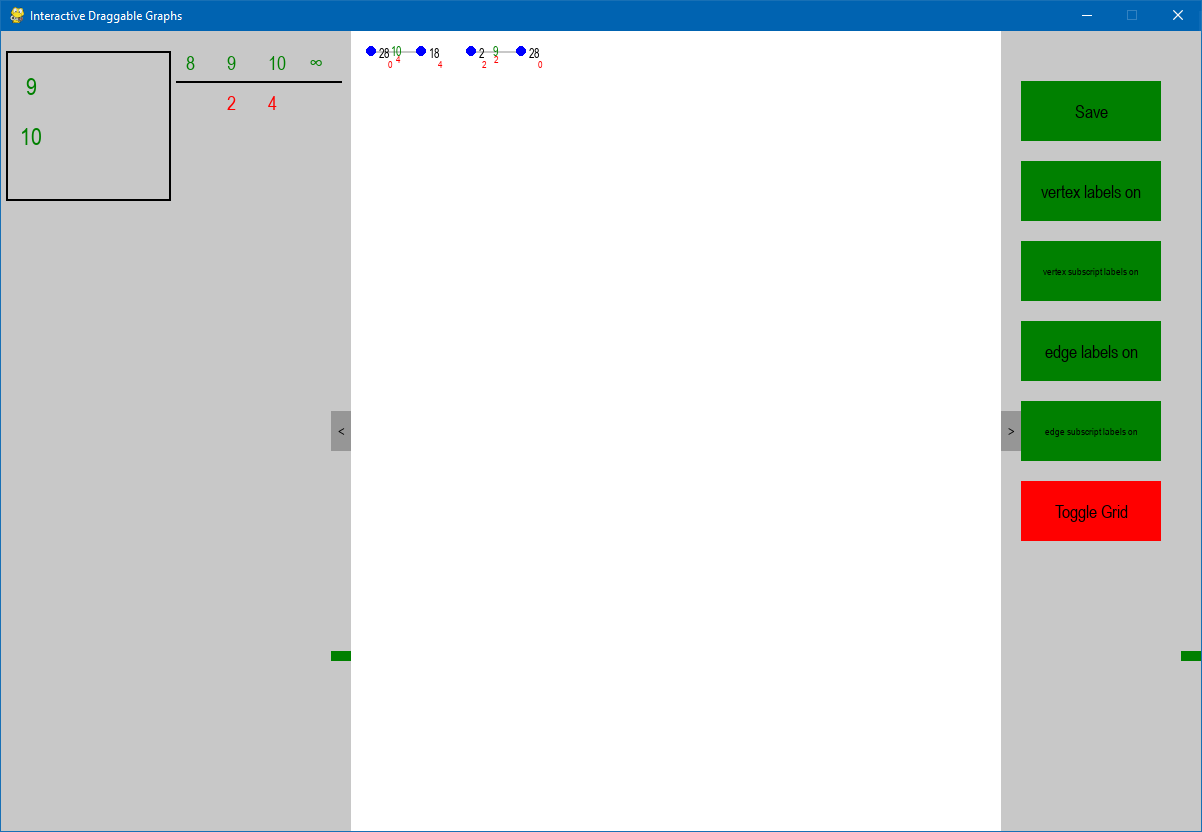 Interactive Draggable Graphs
9
10
8 9 10 ∞
2 4
28 10 18 2 9 28
0 4 4 2 2 0
Save
vertex labels on
vertex subscript labels on
edge labels on
edge subscript labels on
Toggle Grid
<
>